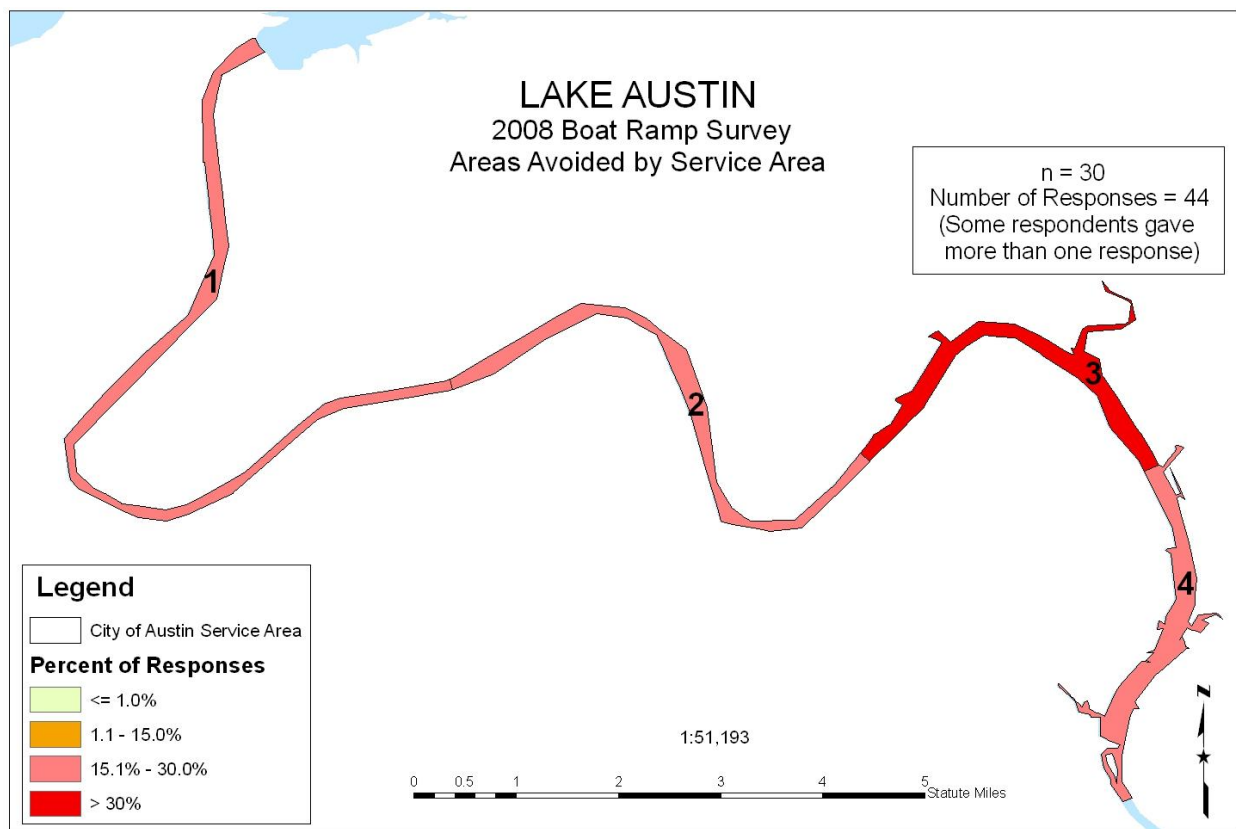 LAKE AUSTIN
2008 Boat Ramp Survey
Areas Avoided by Service Area
n = 30
Number of Responses = 44
(Some respondents gave
more than one response)
1
2
3
4
Legend
City of Austin Service Area
Percent of Responses
<= 1.0%
1.1 - 15.0%
15.1% - 30.0%
> 30%
1:51,193
0 0.5 1 2 3 4 5
Statute Miles
N